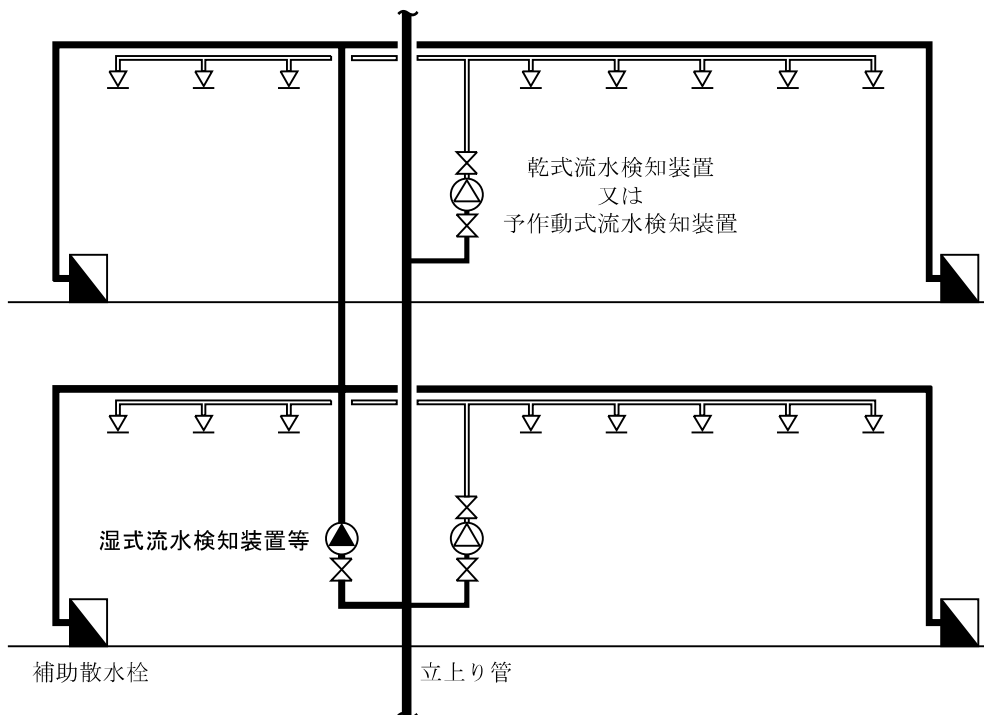 乾式流水検知装置
又は
予作動式流水検知装置
湿式流水検知装置等
補助散水栓
立上り管